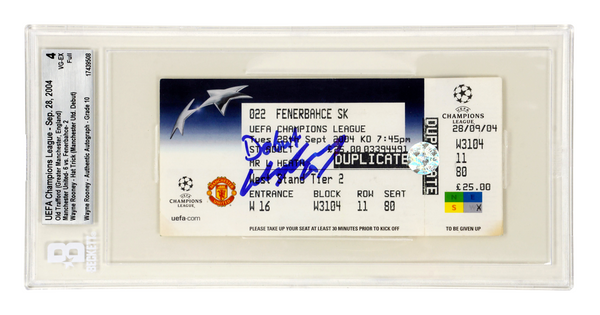 UEFA Champions League - Sep. 28, 2004
Old Trafford (Greater Manchester, England)
Manchester United- 6 vs. Fenerbahce- 2
Wayne Rooney - Hat Trick (Manchester Utd. Debut)
Wayne Rooney - Authentic Autograph - Grade 10
4
VG-EX
Full
17439508
BECKETT
022 FENERBAHCE SK
UEFA CHAMPIONS LEAGUE
Tues 28th Sept 2004 KO 7:45pm
£25.00 03394491
MR
DUPLICATE
West Stand Tier 2
ENTRANCE BLOCK ROW SEAT
W 16 W3104 11 80
Debut
CHAMPIONS
LEAGUE
uefa.com
MANCHESTER
UNITED
PLEASE TAKE YOUR SEAT AT LEAST 30 MINUTES PRIOR TO KICK OFF
DUPLICATE
CHAMPIONS
LEAGUE
28/09/04
W3104
11
80
£25.00
N E
S W
TO BE GIVEN UP